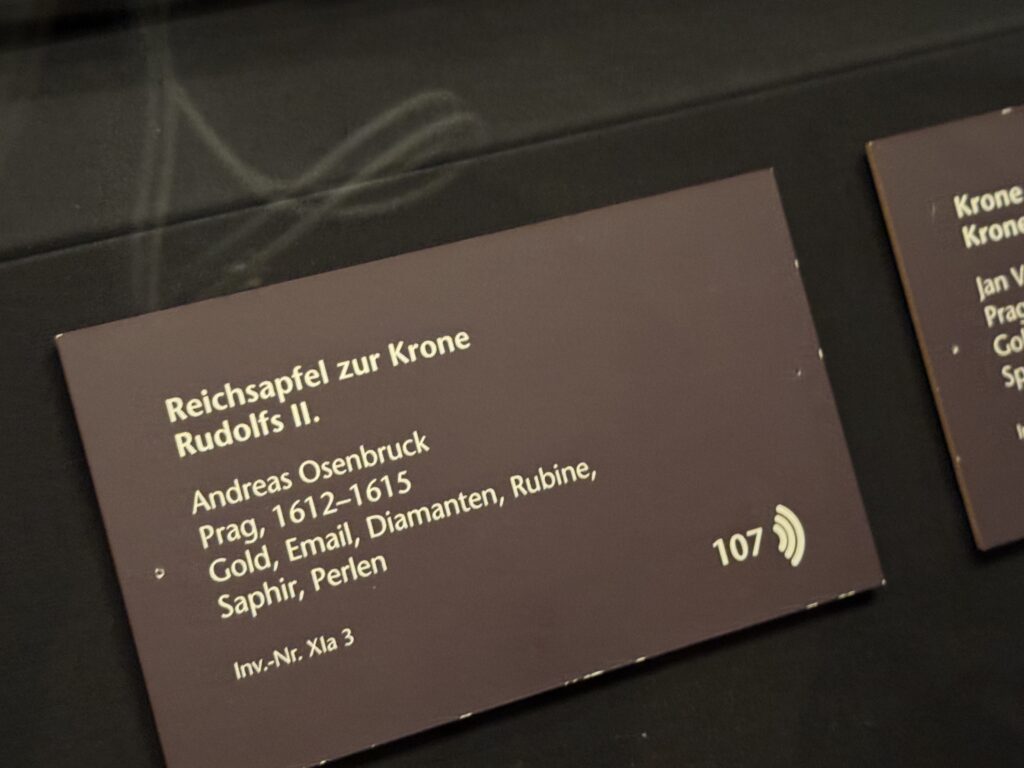 Reichsapfel zur Krone
Rudolfs II.
Andreas Osenbruck
Prag, 1612–1615
Gold, Email, Diamanten, Rubine,
Saphir, Perlen
107
Inv.-Nr. XIa 3
Krone
Krone
Jan